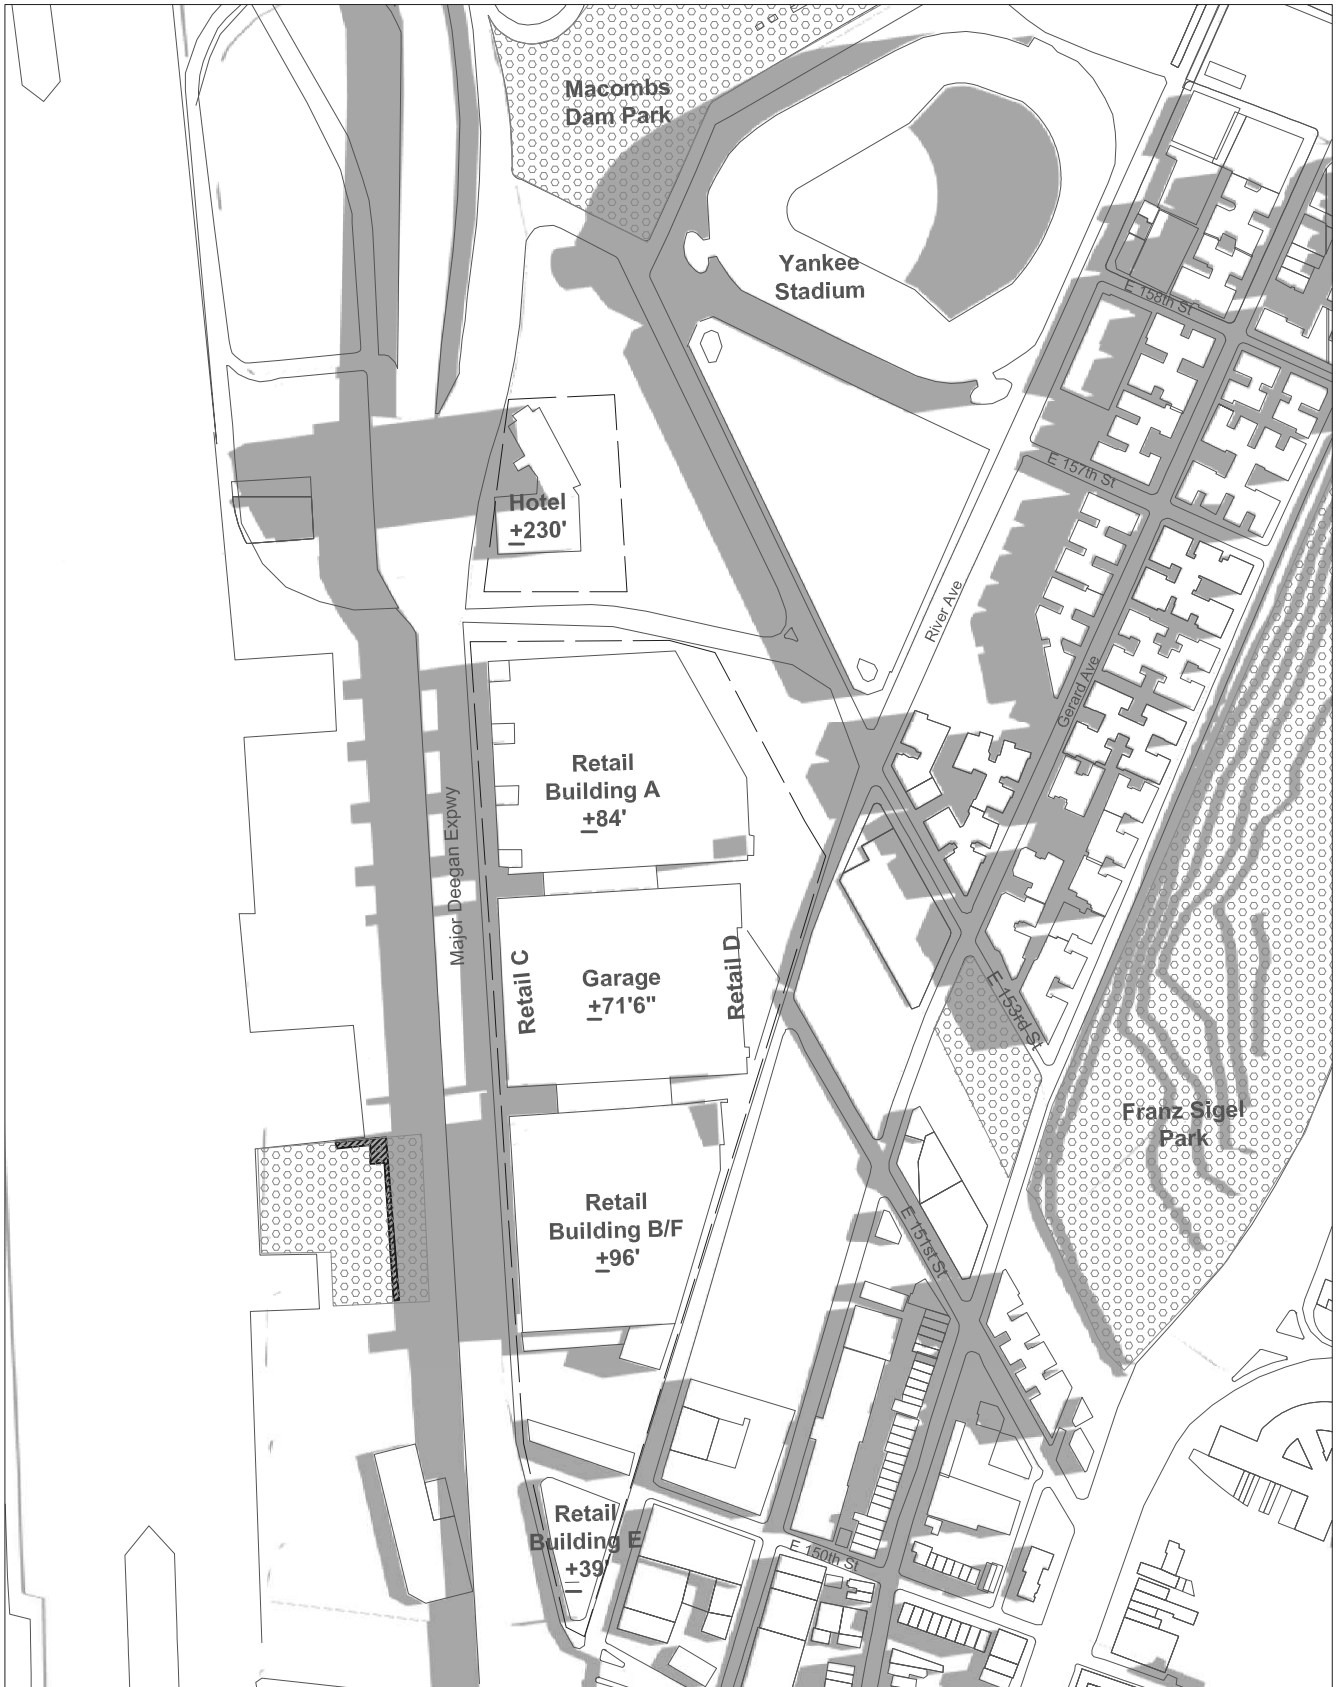 Macombs
Dam Park
Yankee
Stadium
E 158th St
E 157th St
Hotel
+230'
River Ave
Gerard Ave
Retail
Building A
+84'
Major Deegan Expwy
Retail C
Garage
+71'6"
Retail D
E 153rd St
Franz Sigel
Park
Retail
Building B/F
+96'
E 151st St
Retail
Building E
+39'
E 150th St